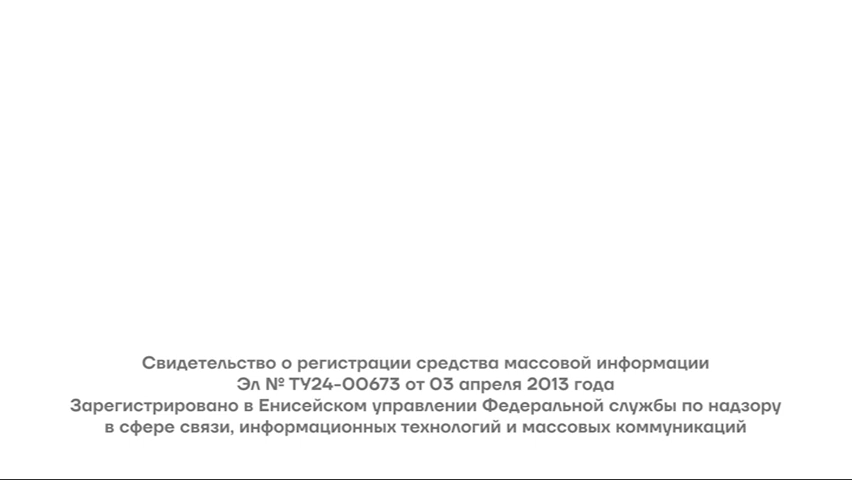 Свидетельство о регистрации средства массовой информации
Эл № ТУ24-00673 от 03 апреля 2013 года
Зарегистрировано в Енисейском управлении Федеральной службы по надзору
в сфере связи, информационных технологий и массовых коммуникаций